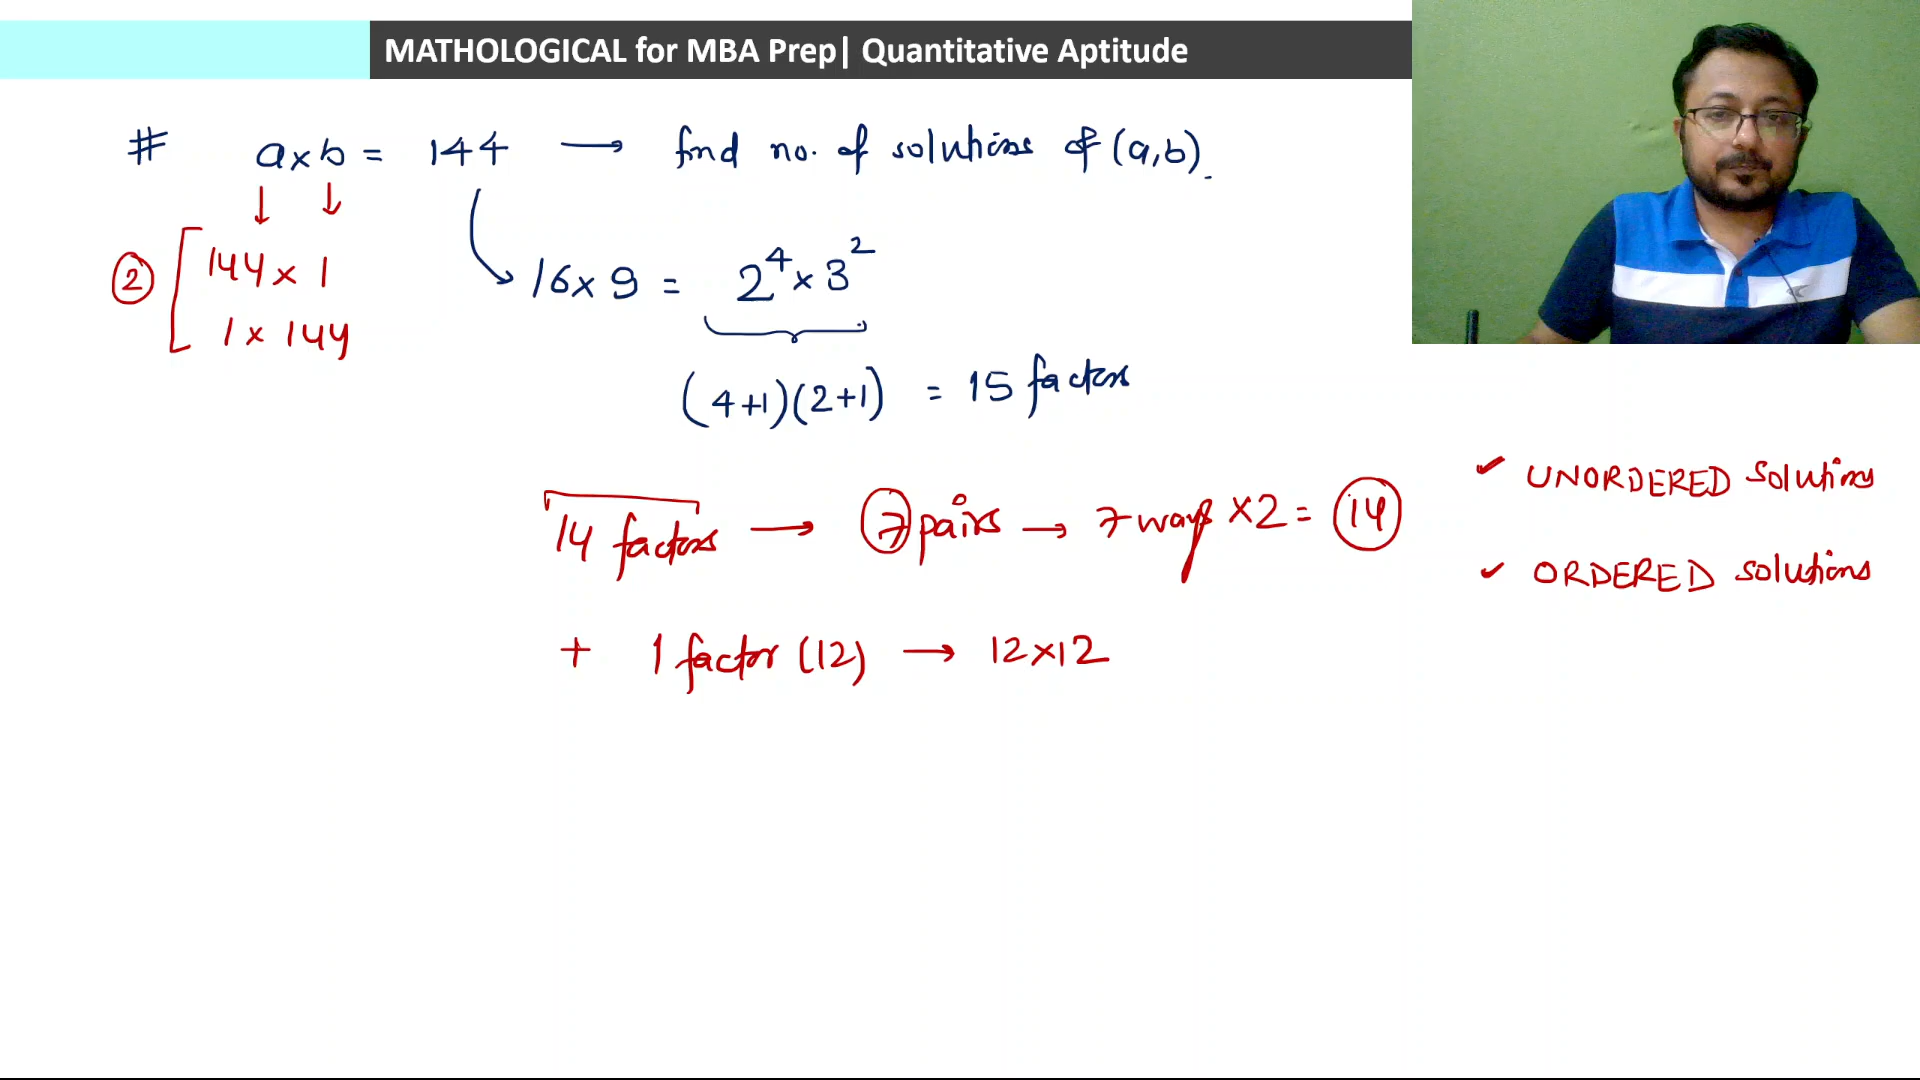 MATHOLOGICAL for MBA Prep| Quantitative Aptitude
# a x b = 144 → find no. of solutions of (a,b).
↓ ↓
② 144 x 1
1 x 144
16 x 9 = 2⁴ x 3²
(4+1)(2+1) = 15 factors
14 factors → ⑦ pairs → 7 ways x 2 = ⑭
+ 1 factor (12) → 12 x 12
✓ UNORDERED solutions
✓ ORDERED solutions